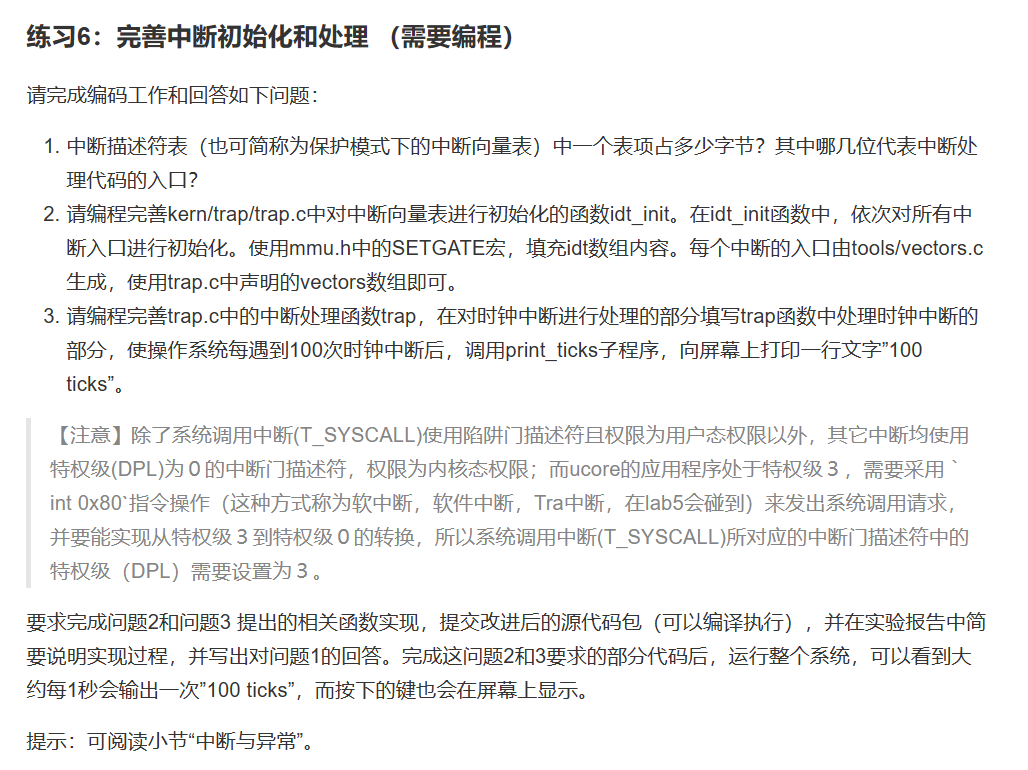 练习6：完善中断初始化和处理 （需要编程）
请完成编码工作和回答如下问题：
1. 中断描述符表（也可简称为保护模式下的中断向量表）中一个表项占多少字节？其中哪几位代表中断处
理代码的入口？
2. 请编程完善kern/trap/trap.c中对中断向量表进行初始化的函数idt_init。在idt_init函数中，依次对所有中
断入口进行初始化。使用mmu.h中的SETGATE宏，填充idt数组内容。每个中断的入口由tools/vectors.c
生成，使用trap.c中声明的vectors数组即可。
3. 请编程完善trap.c中的中断处理函数trap，在对时钟中断进行处理的部分填写trap函数中处理时钟中断的
部分，使操作系统每遇到100次时钟中断后，调用print_ticks子程序，向屏幕上打印一行文字”100
ticks”。
【注意】除了系统调用中断(T_SYSCALL)使用陷阱门描述符且权限为用户态权限以外，其它中断均使用
特权级(DPL)为０的中断门描述符，权限为内核态权限；而ucore的应用程序处于特权级３，需要采用｀
int 0x80`指令操作（这种方式称为软中断，软件中断，Tra中断，在lab5会碰到）来发出系统调用请求，
并要能实现从特权级３到特权级０的转换，所以系统调用中断(T_SYSCALL)所对应的中断门描述符中的
特权级（DPL）需要设置为３。
要求完成问题2和问题3 提出的相关函数实现，提交改进后的源代码包（可以编译执行），并在实验报告中简
要说明实现过程，并写出对问题1的回答。完成这问题2和3要求的部分代码后，运行整个系统，可以看到大
约每1秒会输出一次”100 ticks”，而按下的键也会在屏幕上显示。
提示：可阅读小节“中断与异常”。